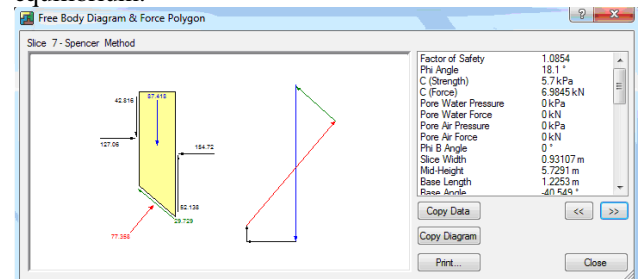 equilibrium.
Free Body Diagram & Force Polygon
Slice 7 - Spencer Method
42.816
87.418
127.06
184.72
52.135
29.729
77.368
Factor of Safety 1.0854
Phi Angle 18.1 °
C (Strength) 5.7 kPa
C (Force) 6.9845 kN
Pore Water Pressure 0 kPa
Pore Water Force 0 kN
Pore Air Pressure 0 kPa
Pore Air Force 0 kN
Phi B Angle 0 °
Slice Width 0.93107 m
Mid-Height 5.7291 m
Base Length 1.2253 m
Base Angle -40.549 °
Copy Data
<<
>>
Copy Diagram
Print...
Close